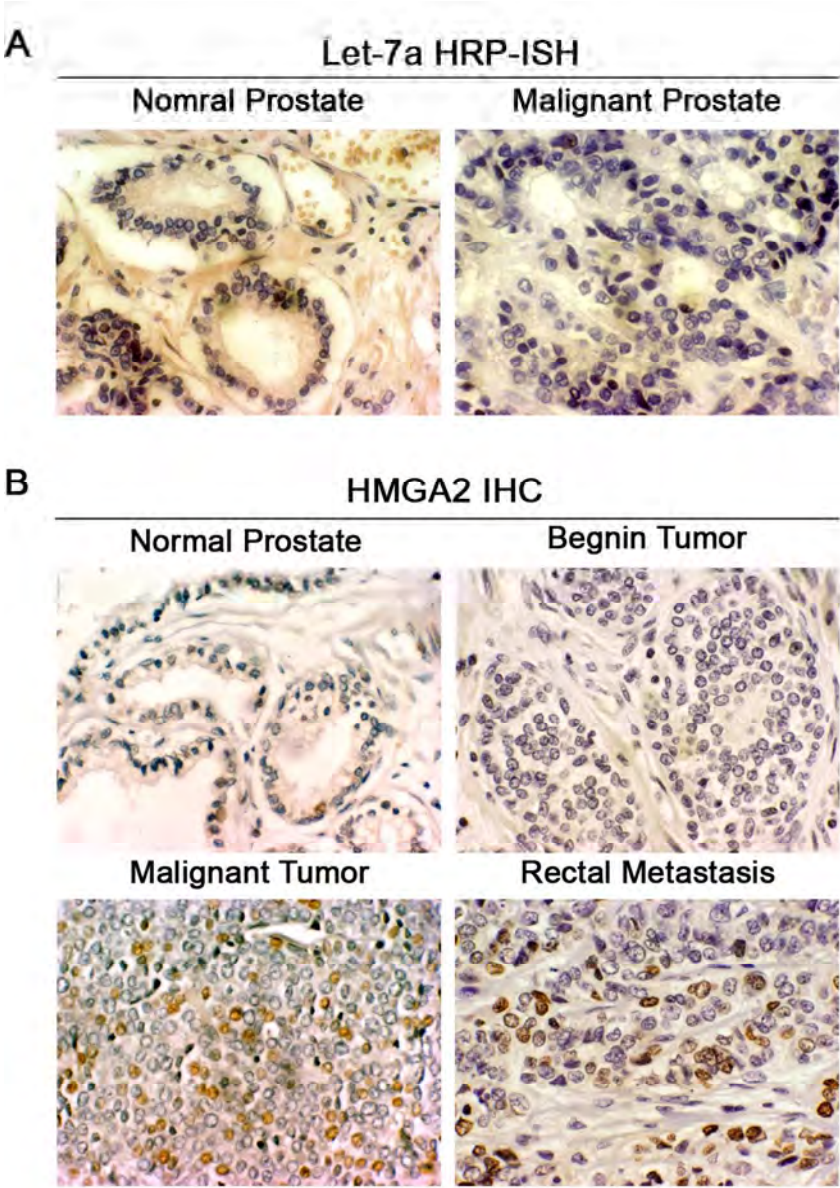 A
Let-7a HRP-ISH
Nomral Prostate
Malignant Prostate
B
HMGA2 IHC
Normal Prostate
Begnin Tumor
Malignant Tumor
Rectal Metastasis